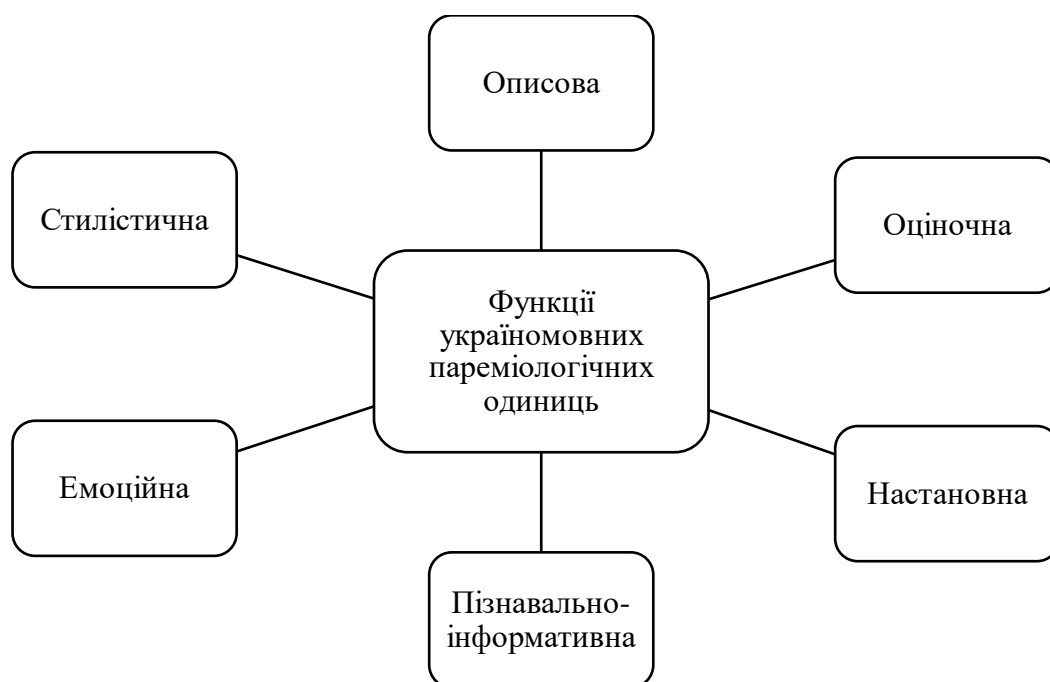 Описова
Стилістична
Оціночна
Функції
україномовних
пареміологічних
одиниць
Емоційна
Настановна
Пізнавально-
інформативна